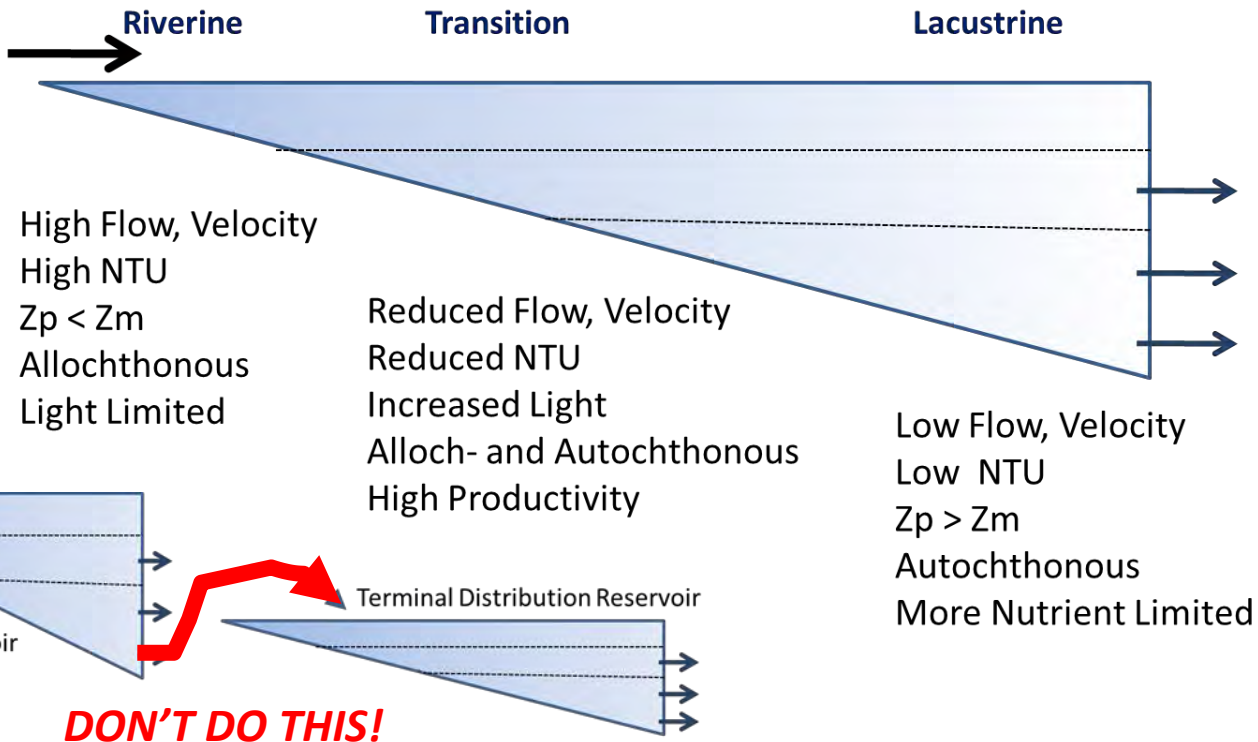 Riverine
Transition
Lacustrine
High Flow, Velocity
High NTU
Zp < Zm
Allochthonous
Light Limited
Reduced Flow, Velocity
Reduced NTU
Increased Light
Alloch- and Autochthonous
High Productivity
Low Flow, Velocity
Low NTU
Zp > Zm
Autochthonous
More Nutrient Limited
Terminal Distribution Reservoir
DON'T DO THIS!